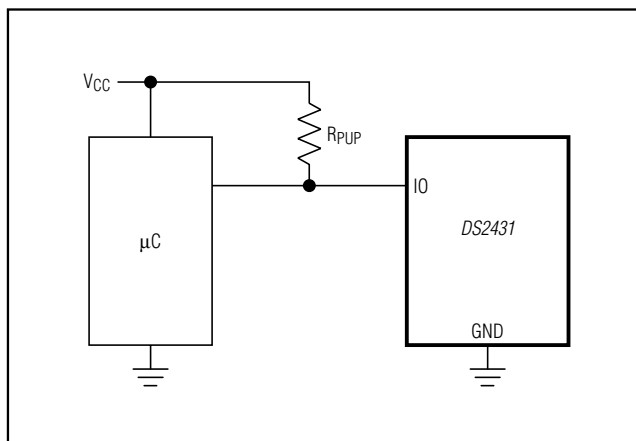 VCC
RPUP
IO
μC
DS2431
GND